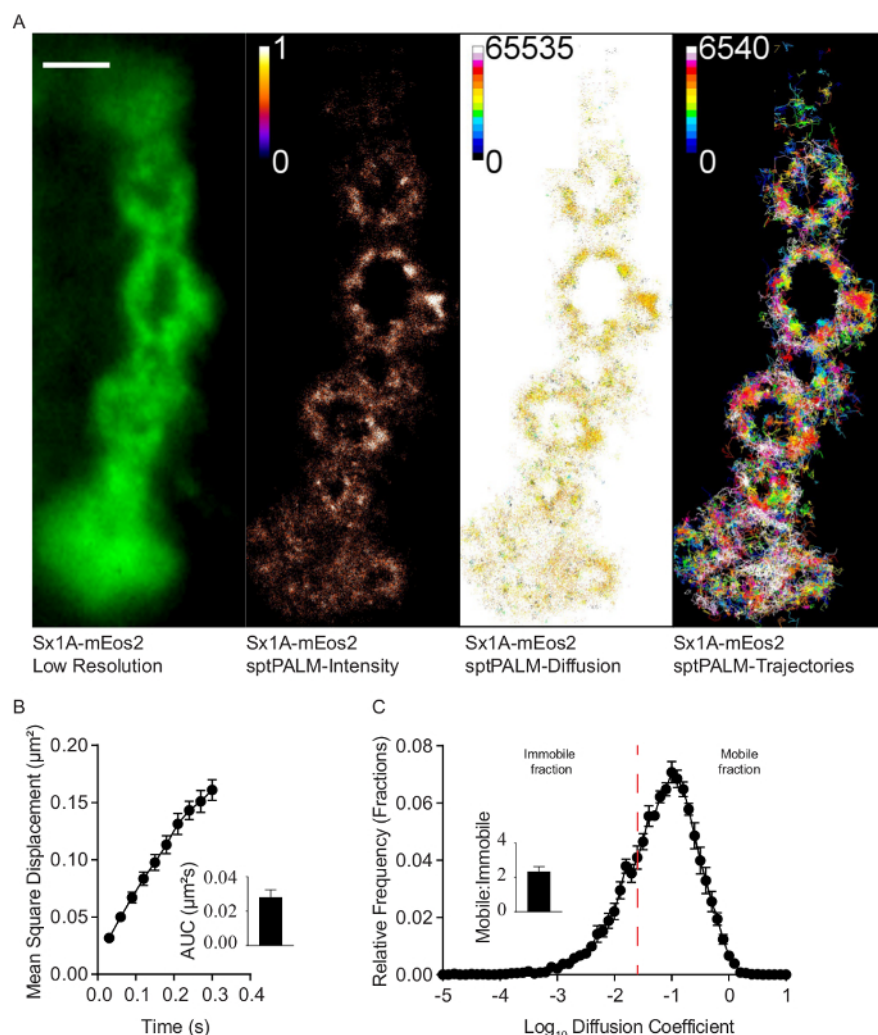 A
1
0
65535
0
6540
0
Sx1A-mEos2
Low Resolution
Sx1A-mEos2
sptPALM-Intensity
Sx1A-mEos2
sptPALM-Diffusion
Sx1A-mEos2
sptPALM-Trajectories
B
Mean Square Displacement (µm²)
0.20
0.15
0.10
0.05
0.00
0.0 0.1 0.2 0.3 0.4
Time (s)
AUC (µm²s)
0.04
0.02
0.00
C
Relative Frequency (Fractions)
0.08
0.06
0.04
0.02
0.00
-5 -4 -3 -2 -1 0 1
Log₁₀ Diffusion Coefficient
Immobile
fraction
Mobile
fraction
Mobile:Immobile
4
2
0